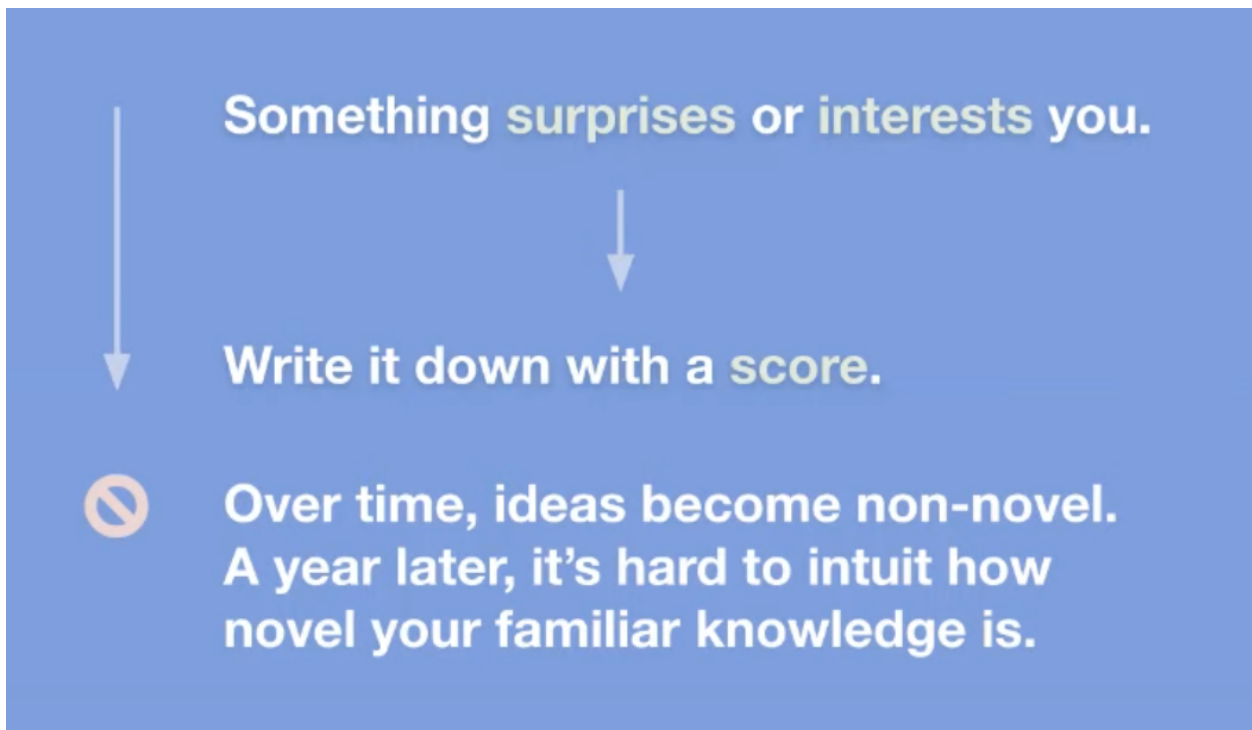 Something surprises or interests you.
Write it down with a score.
Over time, ideas become non-novel.
A year later, it’s hard to intuit how
novel your familiar knowledge is.